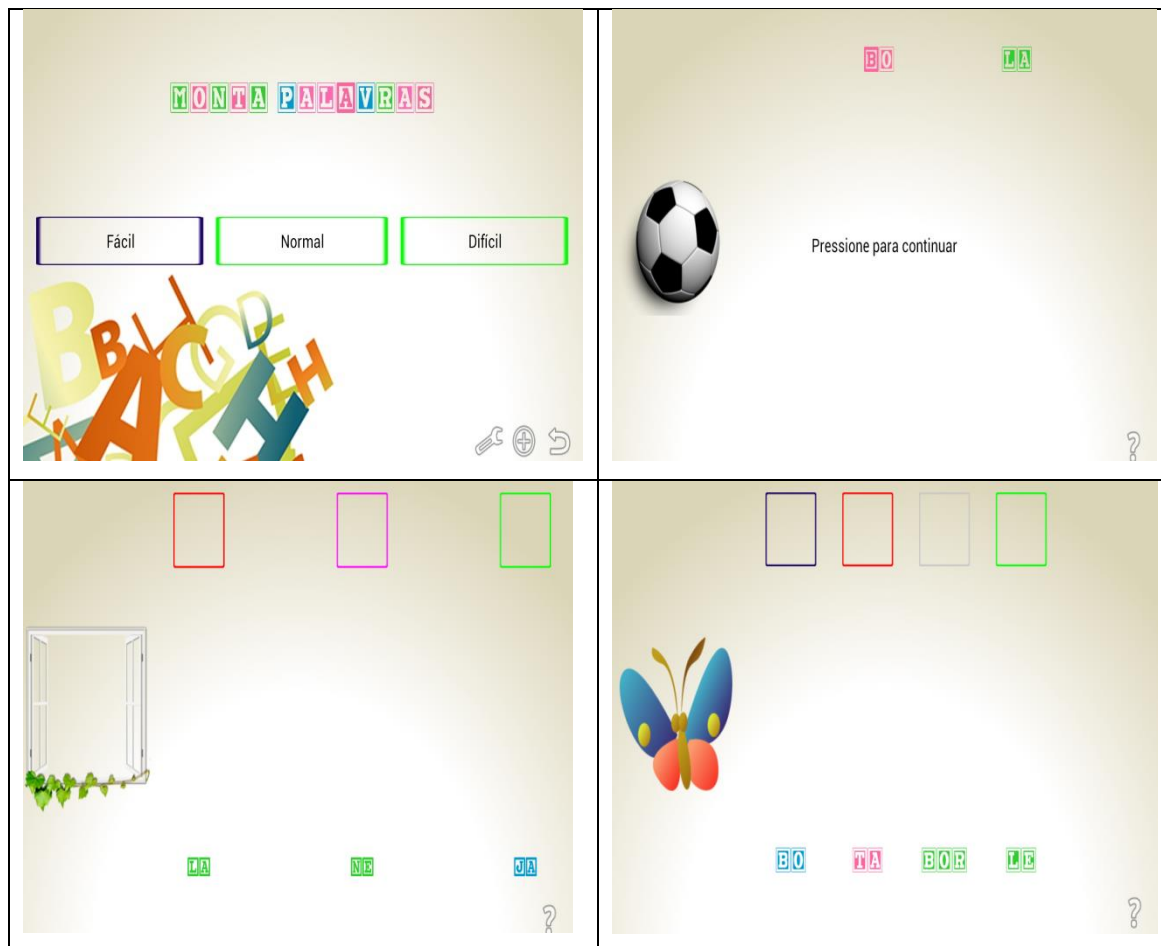 MONTA PALAVRAS
Fácil Normal Difícil
BO LA
Pressione para continuar
?
LA NE JA
?
BO TA BOR LE
?